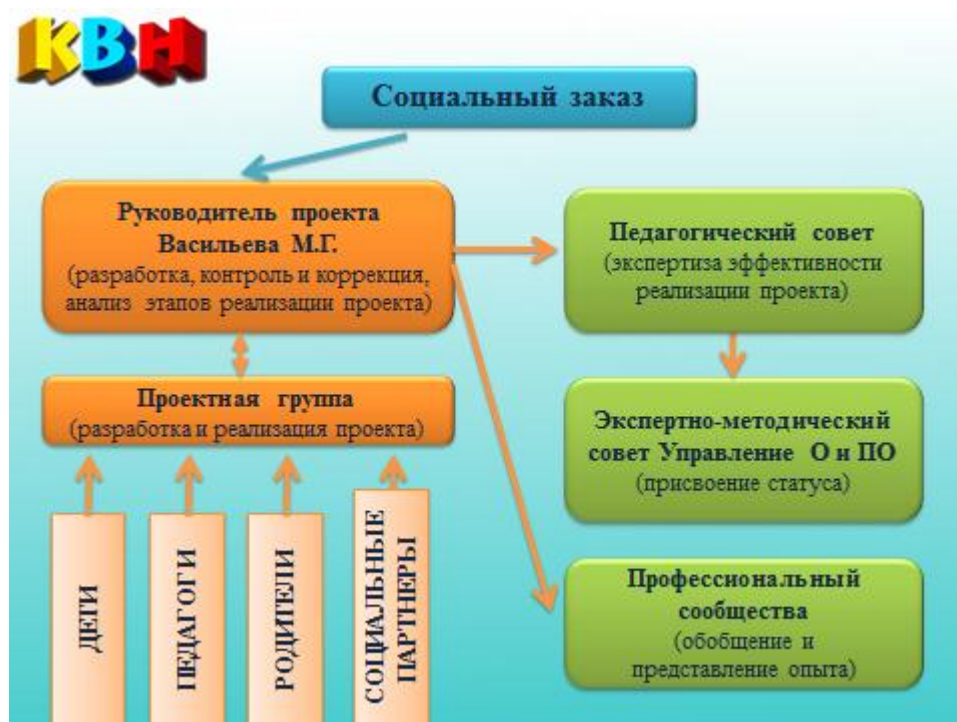 КВН
Социальный заказ
Руководитель проекта
Васильева М.Г.
(разработка, контроль и коррекция,
анализ этапов реализации проекта)
Педагогический совет
(экспертиза эффективности
реализации проекта)
Проектная группа
(разработка и реализация проекта)
Экспертно-методический
совет Управление О и ПО
(присвоение статуса)
ДЕТИ
ПЕДАГОГИ
РОДИТЕЛИ
СОЦИАЛЬНЫЕ
ПАРТНЕРЫ
Профессиональный
сообщества
(обобщение и
представление опыта)